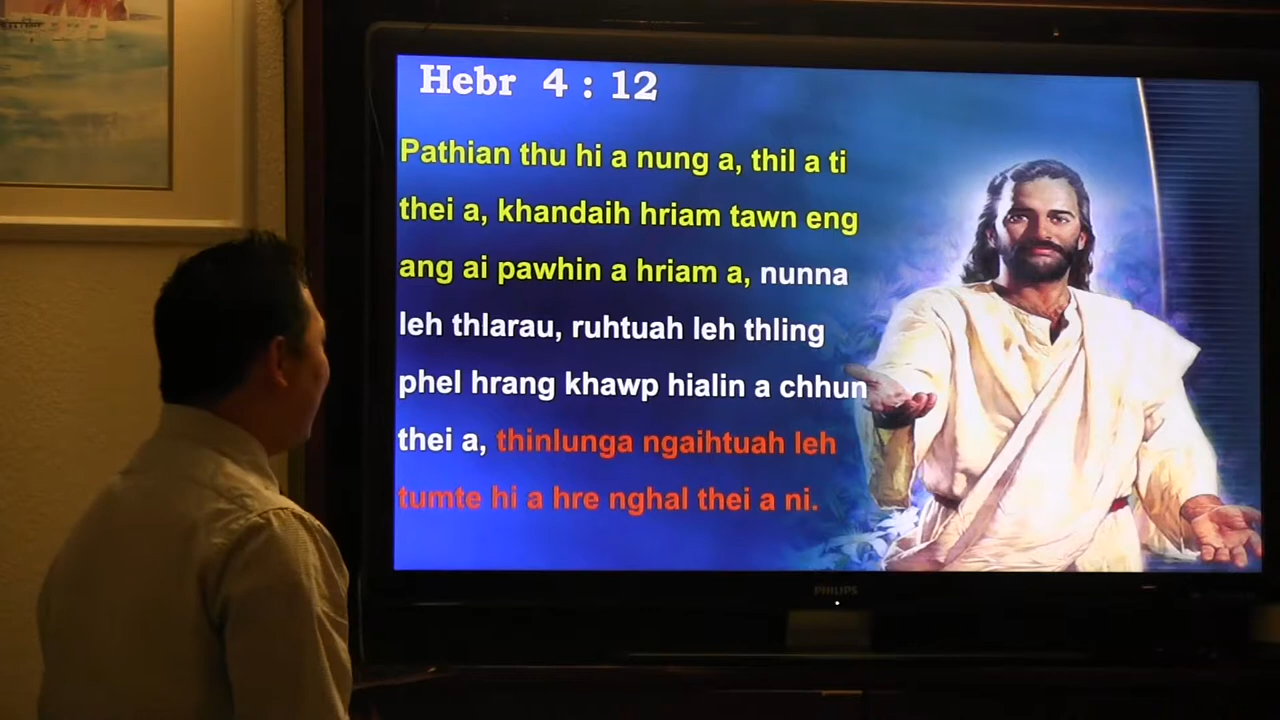 Hebr 4 : 12
Pathian thu hi a nung a, thil a ti
thei a, khandaih hriam tawn eng
ang ai pawhin a hriam a, nunna
leh thlarau, ruhtuah leh thling
phel hrang khawp hialin a chhun
thei a, thinlunga ngaihtuah leh
tumte hi a hre nghal thei a ni.
PHILIPS